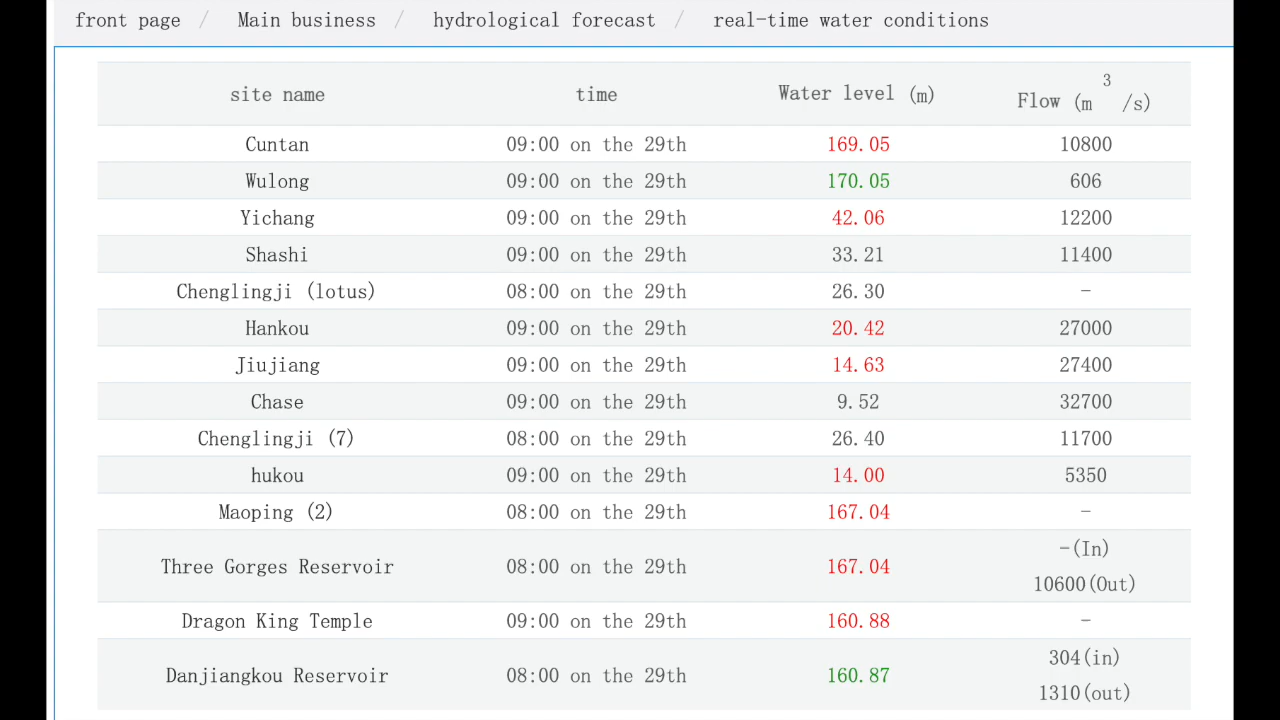 front page / Main business / hydrological forecast / real-time water conditions
site name time Water level (m) Flow (m³/s)
Cuntan 09:00 on the 29th 169.05 10800
Wulong 09:00 on the 29th 170.05 606
Yichang 09:00 on the 29th 42.06 12200
Shashi 09:00 on the 29th 33.21 11400
Chenglingji (lotus) 08:00 on the 29th 26.30 -
Hankou 09:00 on the 29th 20.42 27000
Jiujiang 09:00 on the 29th 14.63 27400
Chase 09:00 on the 29th 9.52 32700
Chenglingji (7) 08:00 on the 29th 26.40 11700
hukou 09:00 on the 29th 14.00 5350
Maoping (2) 08:00 on the 29th 167.04 -
Three Gorges Reservoir 08:00 on the 29th 167.04 -(In)
10600(Out)
Dragon King Temple 09:00 on the 29th 160.88 -
Danjiangkou Reservoir 08:00 on the 29th 160.87 304(in)
1310(out)